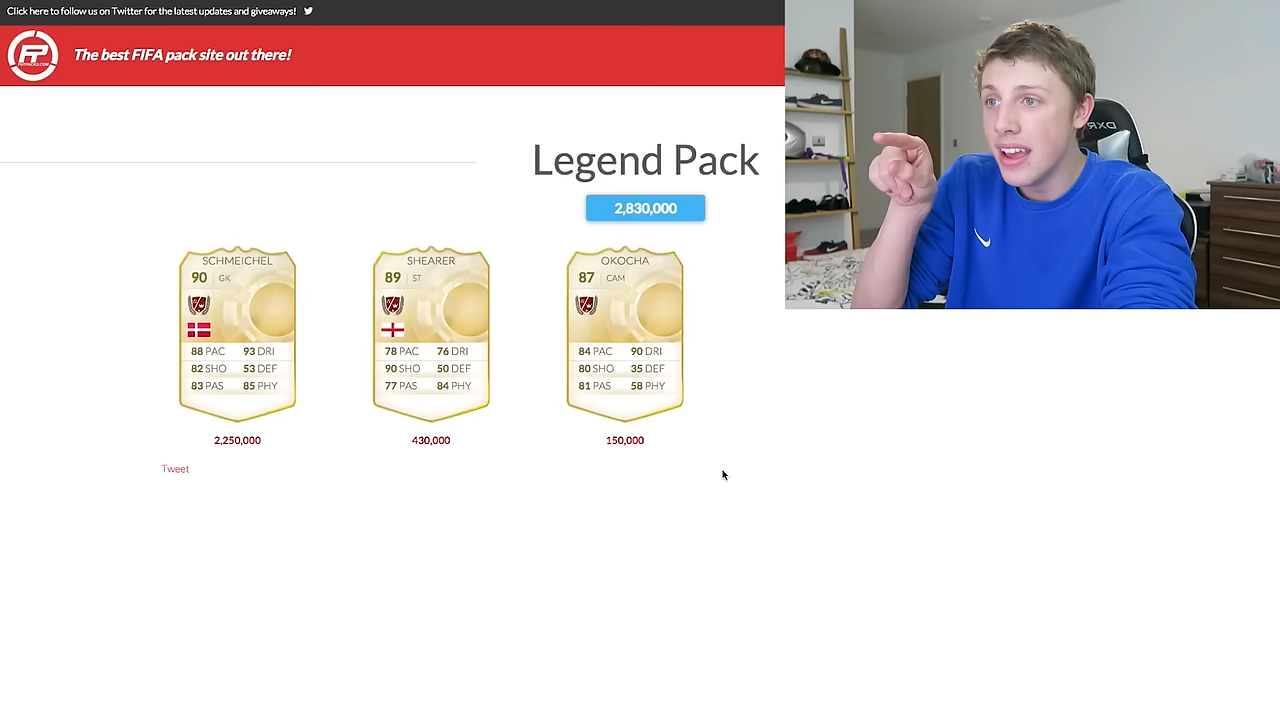 Click here to follow us on Twitter for the latest updates and giveaways!
FP
FUTPACKS.COM
The best FIFA pack site out there!
Legend Pack
2,830,000
SCHMEICHEL
90 | GK
88 PAC 93 DRI
82 SHO 53 DEF
83 PAS 85 PHY
2,250,000
SHEARER
89 | ST
78 PAC 76 DRI
90 SHO 50 DEF
77 PAS 84 PHY
430,000
OKOCHA
87 | CAM
84 PAC 90 DRI
80 SHO 35 DEF
81 PAS 58 PHY
150,000
Tweet
DXR